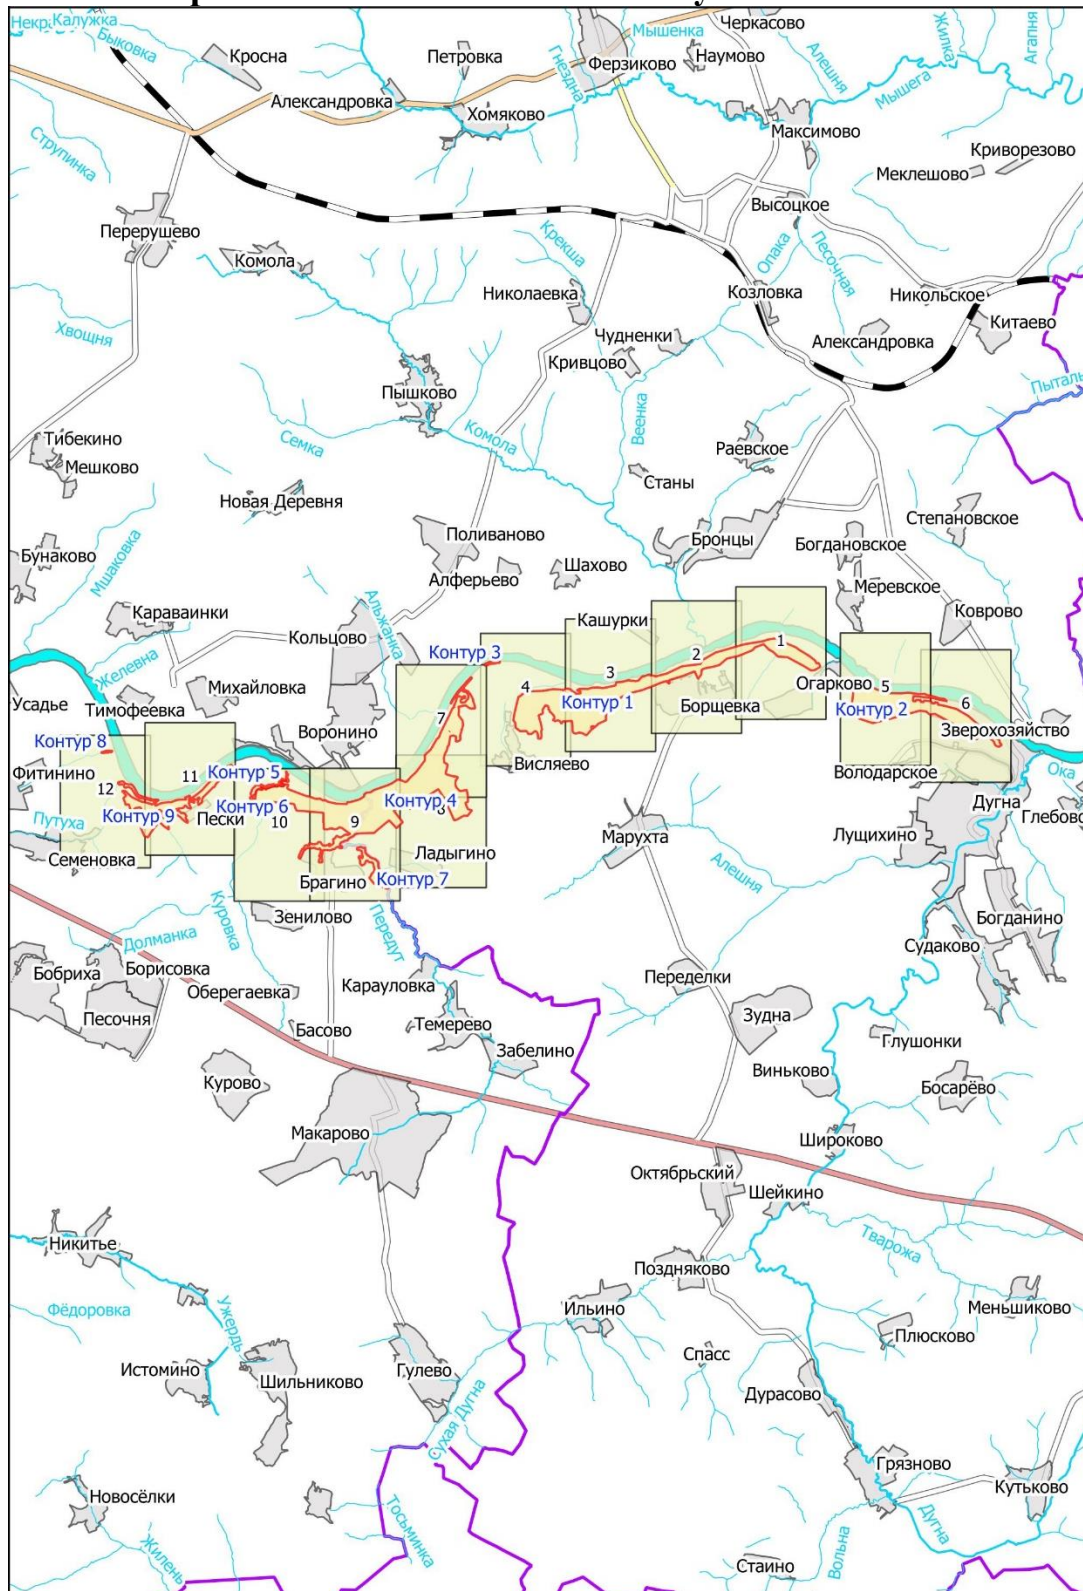 Калужка
Быковка
Кросна
Петровка
Гнездна
Ферзиково
Мышенка
Наумово
Черкасово
Алешня
Жилка
Агапня
Мышега
Александровка
Хомяково
Максимово
Криворезово
Меклешово
Струпинка
Перерушево
Высоцкое
Комола
Крекша
Опака
Песочная
Николаевка
Козловка
Никольское
Китаево
Хвощня
Чудненки
Кривцово
Александровка
Пышково
Пыталь
Веенка
Тибекино
Мешково
Семка
Комола
Раевское
Станы
Новая Деревня
Степановское
Поливаново
Бронцы
Богдановское
Бунаково
Мшаковка
Алферьево
Шахово
Меревское
Альжанка
Караваинки
Кашурки
Коврово
Кольцово
Контур 3
1
2
3
Желевна
Михайловка
4
Огарково
5
Усадье
Тимофеевка
Контур 1
Борщевка
Контур 2
6
7
Зверохозяйство
Контур 8
Воронино
Висляево
Володарское
Ока
Фитинино
11
Контур 5
12
Контур 6
Контур 4
8
Дугна
Глебово
Контур 9
Пески
10
9
Путуха
Марухта
Лущихино
Семеновка
Ладыгино
Алешня
Брагино
Контур 7
Зенилово
Куровка
Передут
Богданино
Долманка
Судаково
Бобриха
Борисовка
Карауловка
Переделки
Оберегаевка
Песочня
Темерево
Зудна
Басово
Забелино
Глушонки
Курово
Виньково
Босарёво
Макарово
Широково
Октябрьский
Шейкино
Никитье
Тварожа
Поздняково
Фёдоровка
Ужердь
Ильино
Меньшиково
Плюсково
Спасс
Истомино
Шильниково
Гулево
Дурасово
Сухая Дугна
Грязново
Новосёлки
Кутьково
Тосьминка
Дугна
Жилень
Вольна
Стаино